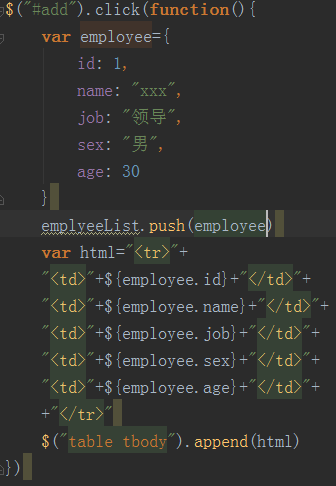 $("#add").click(function(){
var employee={
id: 1,
name: "xxx",
job: "领导",
sex: "男",
age: 30
}
emplyeeList.push(employee)
var html="<tr>"+
"<td>"+${employee.id}+"</td>"+
"<td>"+${employee.name}+"</td>"+
"<td>"+${employee.job}+"</td>"+
"<td>"+${employee.sex}+"</td>"+
"<td>"+${employee.age}+"</td>"+
+"</tr>"
$("table tbody").append(html)
})